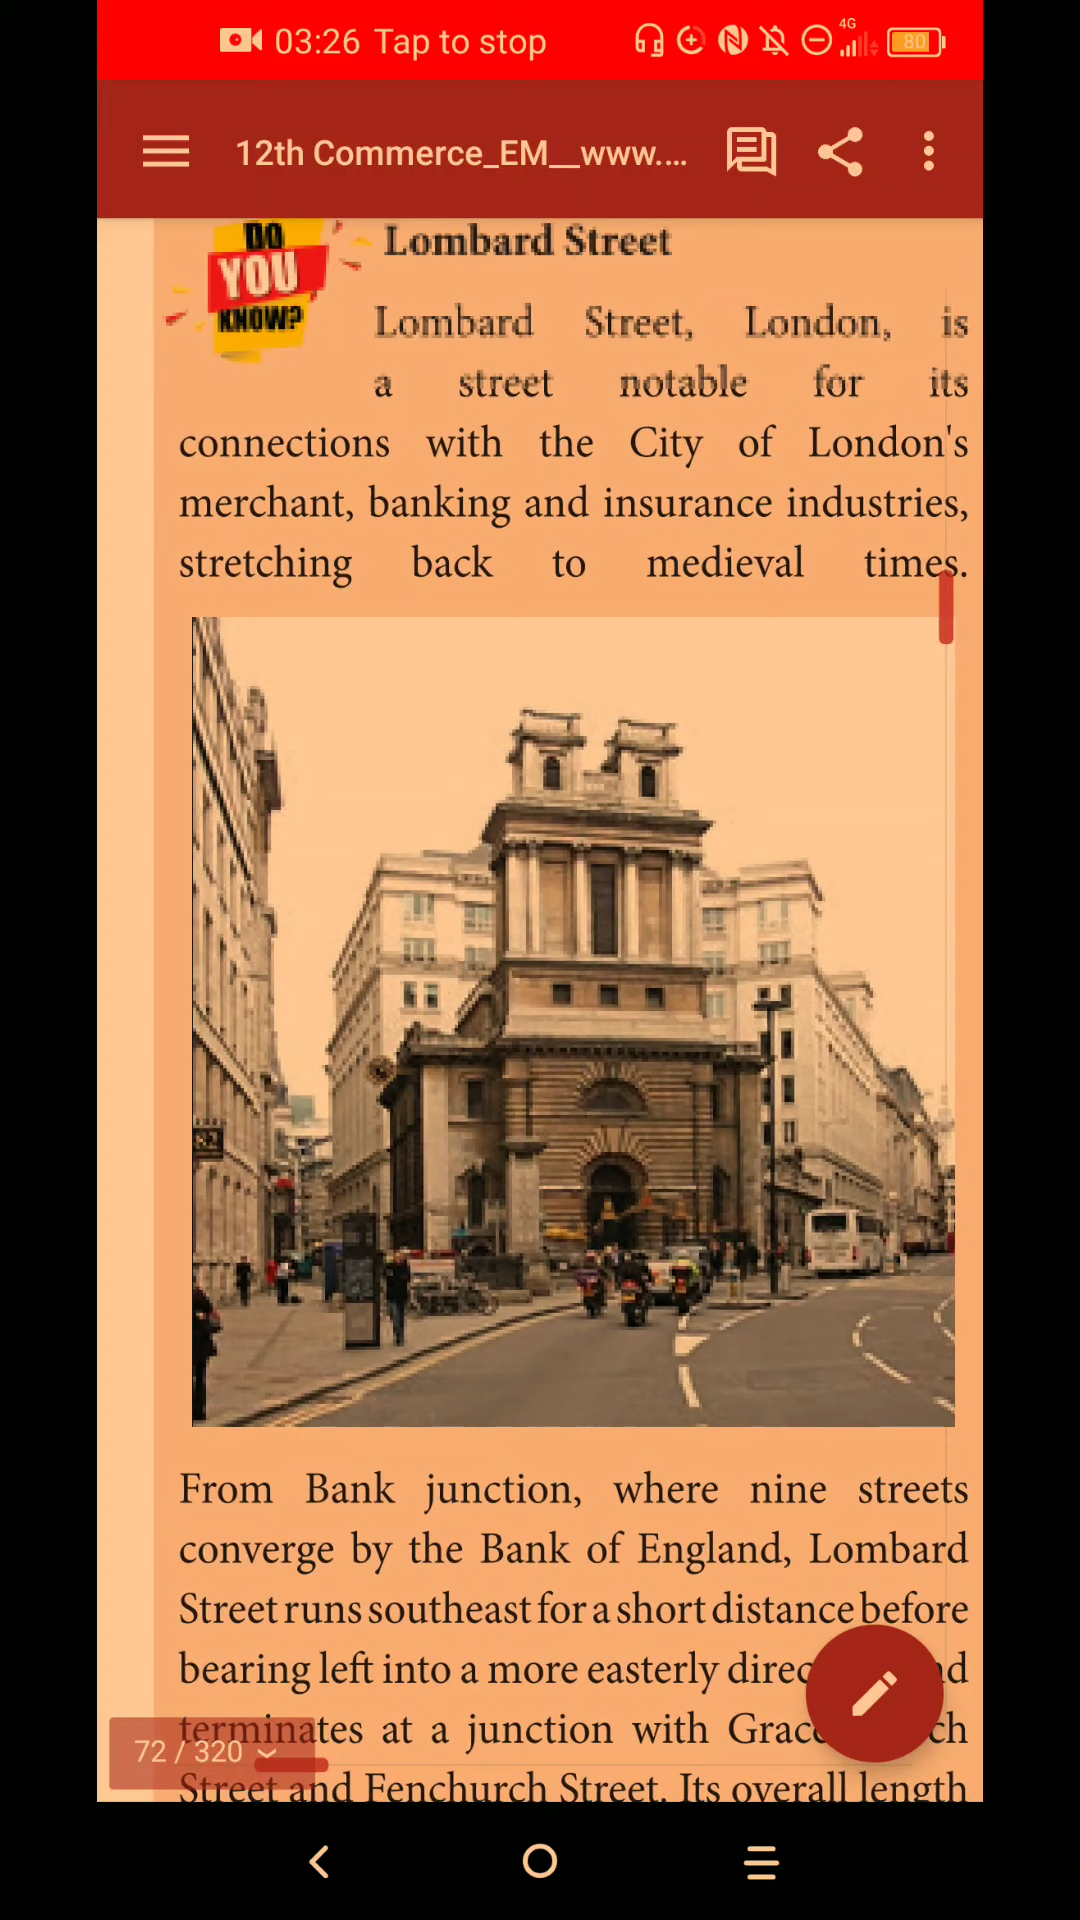 03:26 Tap to stop
4G
80
12th Commerce_EM__www....
DO
YOU
KNOW?
Lombard Street
Lombard Street, London, is
a street notable for its
connections with the City of London's
merchant, banking and insurance industries,
stretching back to medieval times.
From Bank junction, where nine streets
converge by the Bank of England, Lombard
Street runs southeast for a short distance before
bearing left into a more easterly
terminates at a junction with
Street and Fenchurch Street. Its overall length
72 / 320